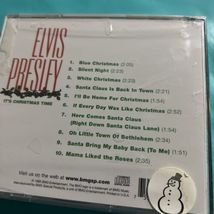 ELVIS
PRESLEY
IT'S CHRISTMAS TIME
1. Blue Christmas (2:05)
2. Silent Night (2:23)
3. White Christmas (2:23)
4. Santa Claus Is Back In Town (2:21)
5. I'll Be Home For Christmas (1:54)
6. If Every Day Was Like Christmas (2:52)
7. Here Comes Santa Claus
(Right Down Santa Claus Lane) (1:54)
8. Oh Little Town Of Bethlehem (2:35)
9. Santa Bring My Baby Back (To Me) (1:51)
10. Mama Liked the Roses (2:35)
Visit us on the web at www.bmgsp.com